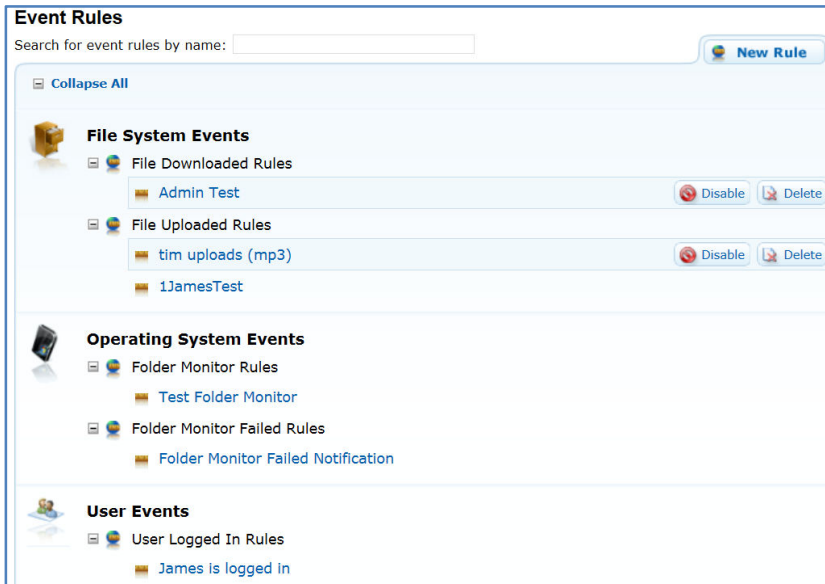 Event Rules
Search for event rules by name:
New Rule
Collapse All
File System Events
File Downloaded Rules
Admin Test Disable Delete
File Uploaded Rules
tim uploads (mp3) Disable Delete
1JamesTest
Operating System Events
Folder Monitor Rules
Test Folder Monitor
Folder Monitor Failed Rules
Folder Monitor Failed Notification
User Events
User Logged In Rules
James is logged in